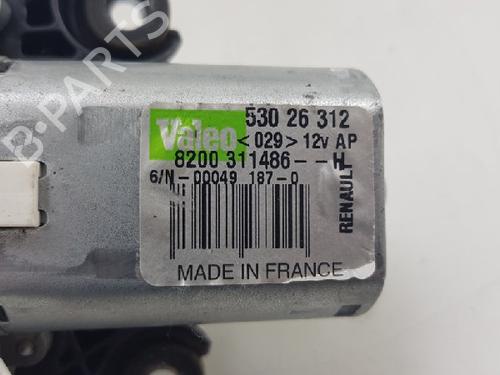 Valeo 530 26 312
<029> 12v AP
8200 311486--H
6/N-00049 187-0
RENAULT
MADE IN FRANCE
B-PARTS